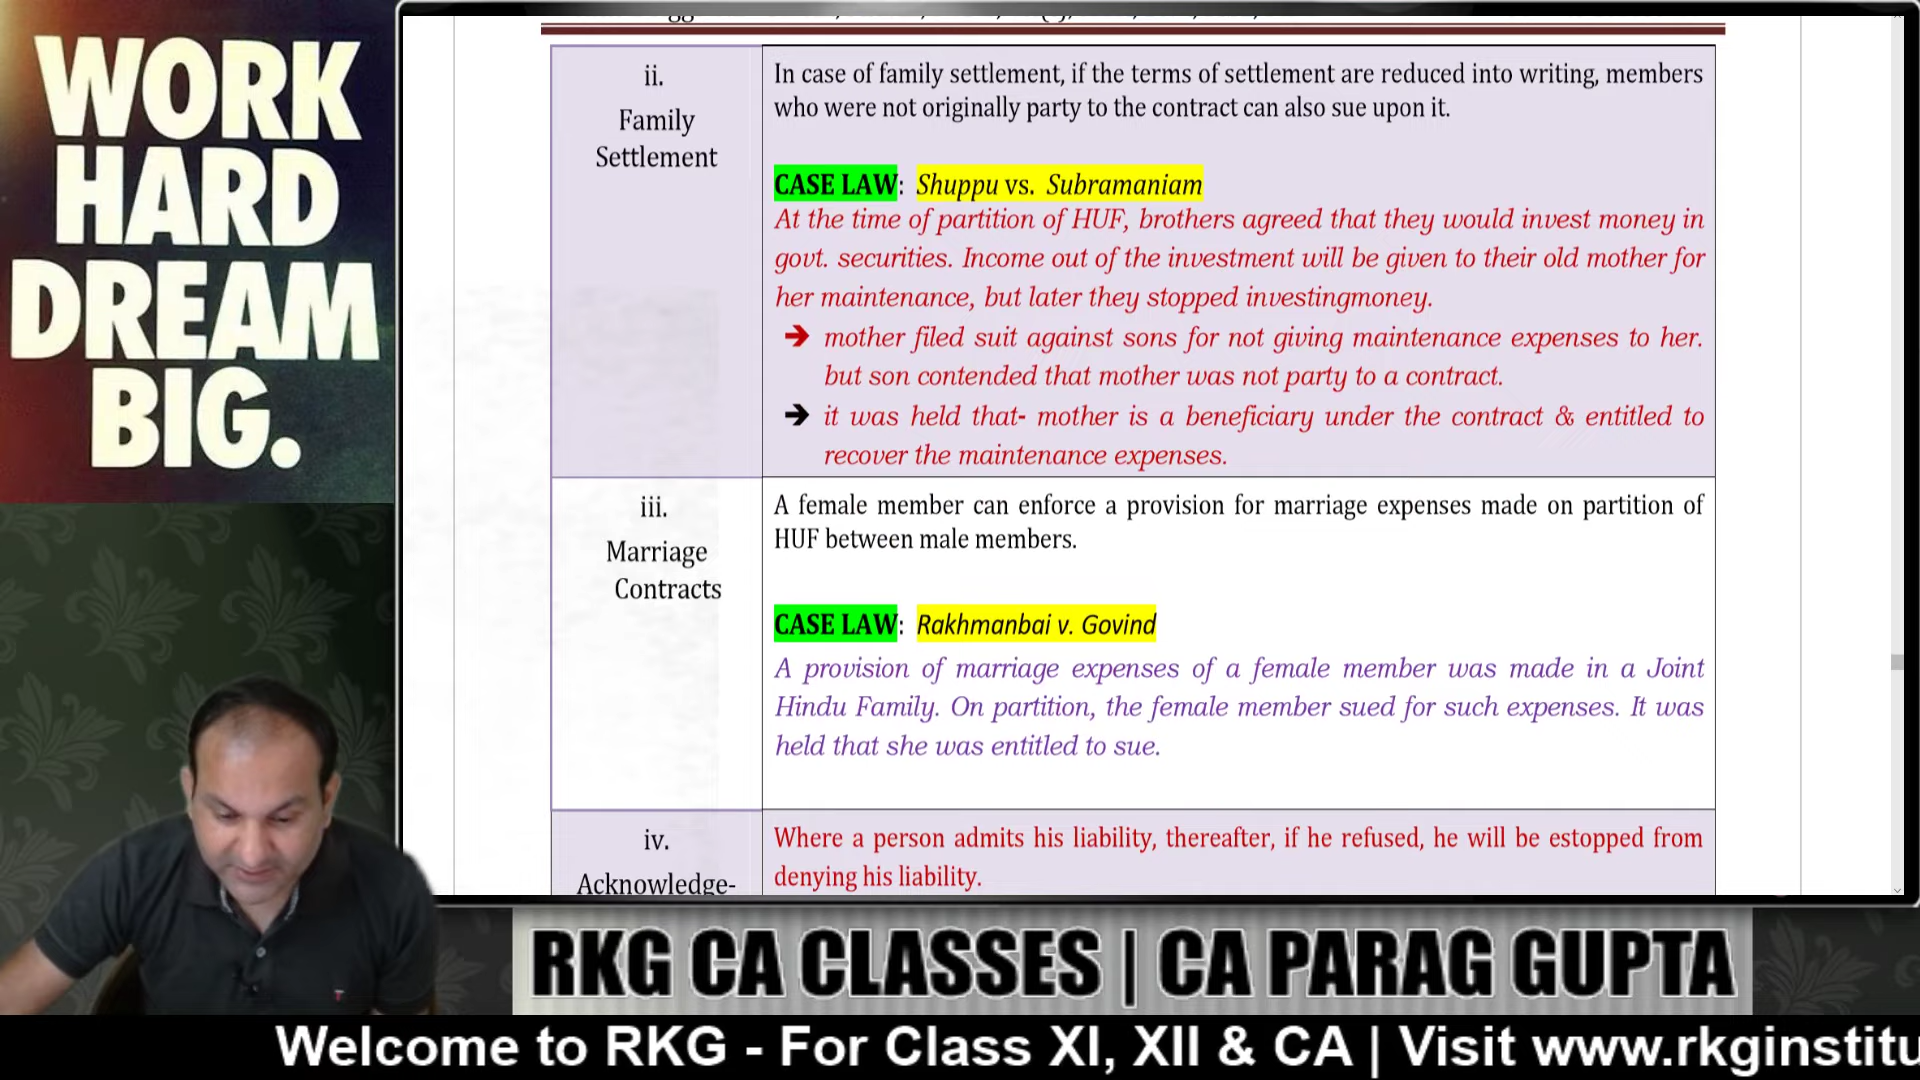 WORK
HARD
DREAM
BIG.
ii.
Family
Settlement
In case of family settlement, if the terms of settlement are reduced into writing, members
who were not originally party to the contract can also sue upon it.
CASE LAW: Shuppu vs. Subramaniam
At the time of partition of HUF, brothers agreed that they would invest money in
govt. securities. Income out of the investment will be given to their old mother for
her maintenance, but later they stopped investingmoney.
➔ mother filed suit against sons for not giving maintenance expenses to her.
but son contended that mother was not party to a contract.
➔ it was held that- mother is a beneficiary under the contract & entitled to
recover the maintenance expenses.
iii.
Marriage
Contracts
A female member can enforce a provision for marriage expenses made on partition of
HUF between male members.
CASE LAW: Rakhmanbai v. Govind
A provision of marriage expenses of a female member was made in a Joint
Hindu Family. On partition, the female member sued for such expenses. It was
held that she was entitled to sue.
iv.
Acknowledge-
Where a person admits his liability, thereafter, if he refused, he will be estopped from
denying his liability.
RKG CA CLASSES | CA PARAG GUPTA
Welcome to RKG - For Class XI, XII & CA | Visit www.rkginstitu